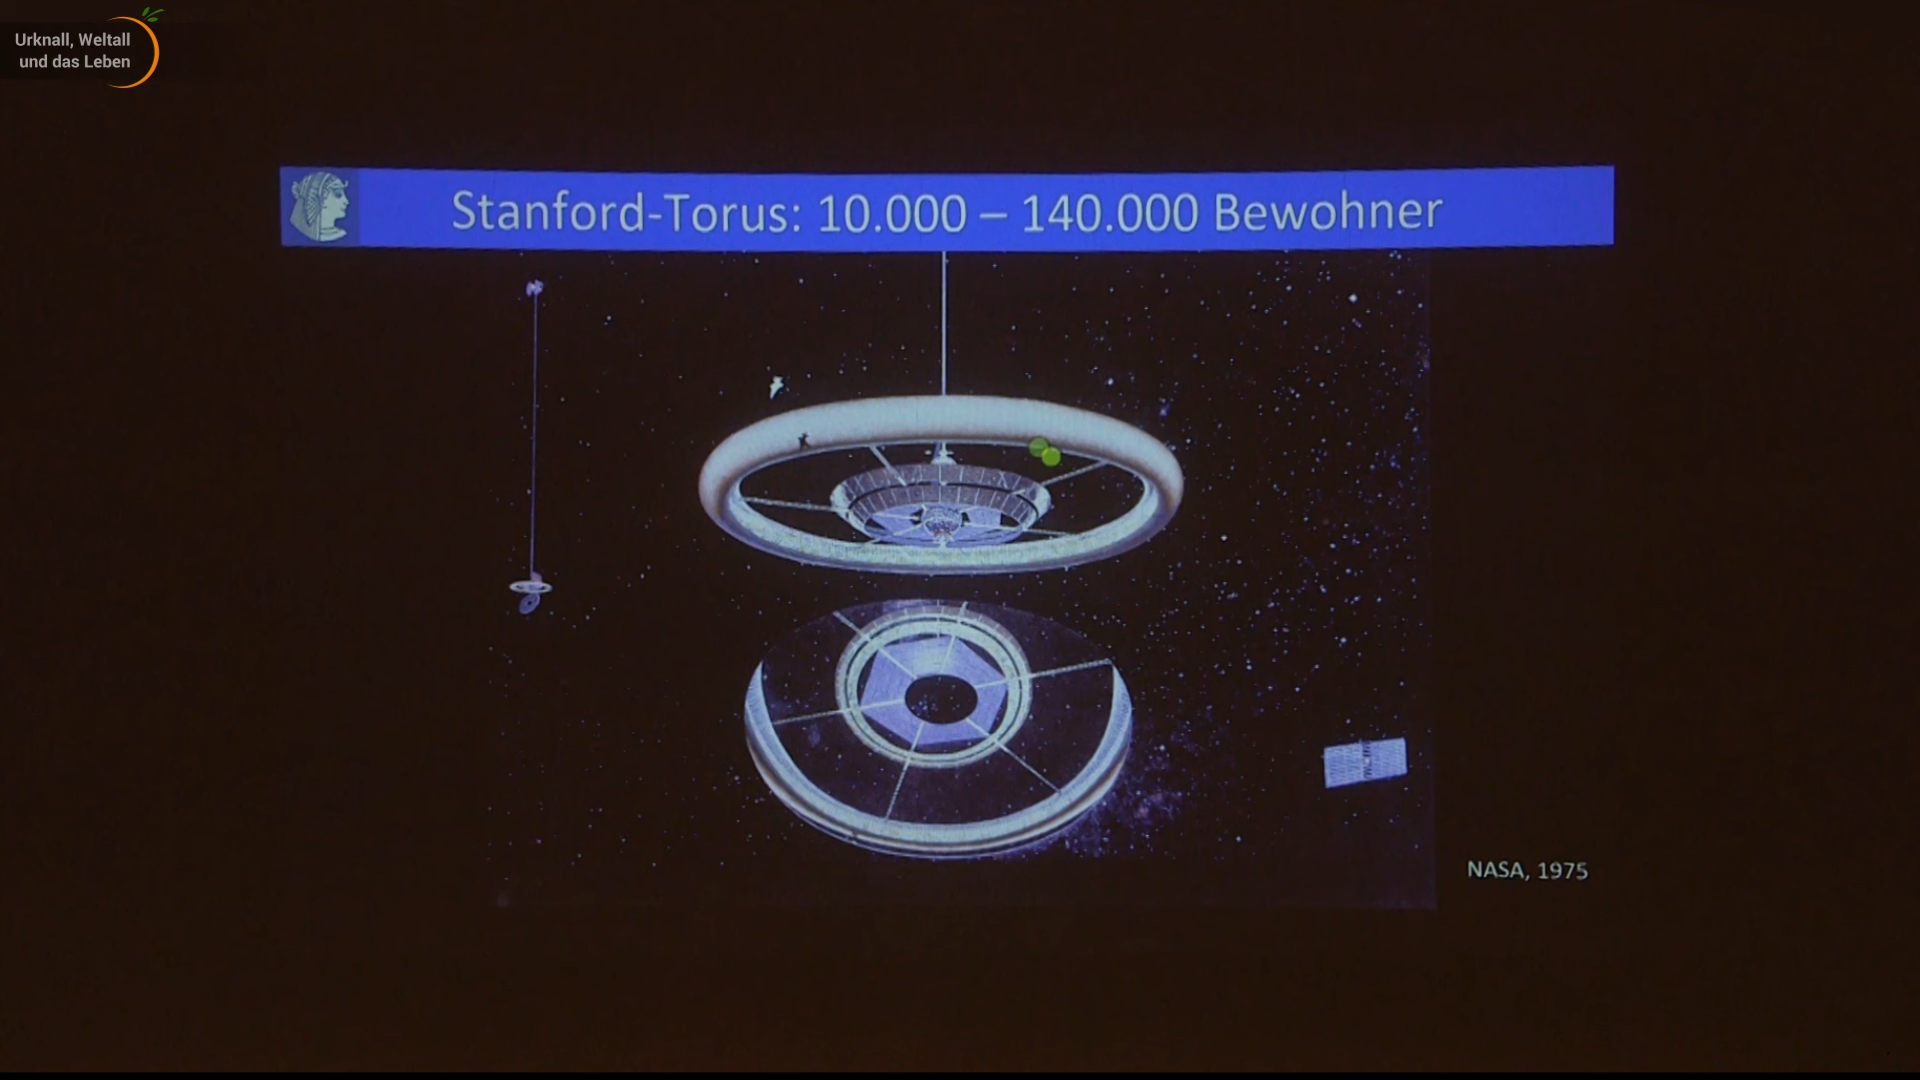 Urknall, Weltall
und das Leben
Stanford-Torus: 10.000 – 140.000 Bewohner
NASA, 1975